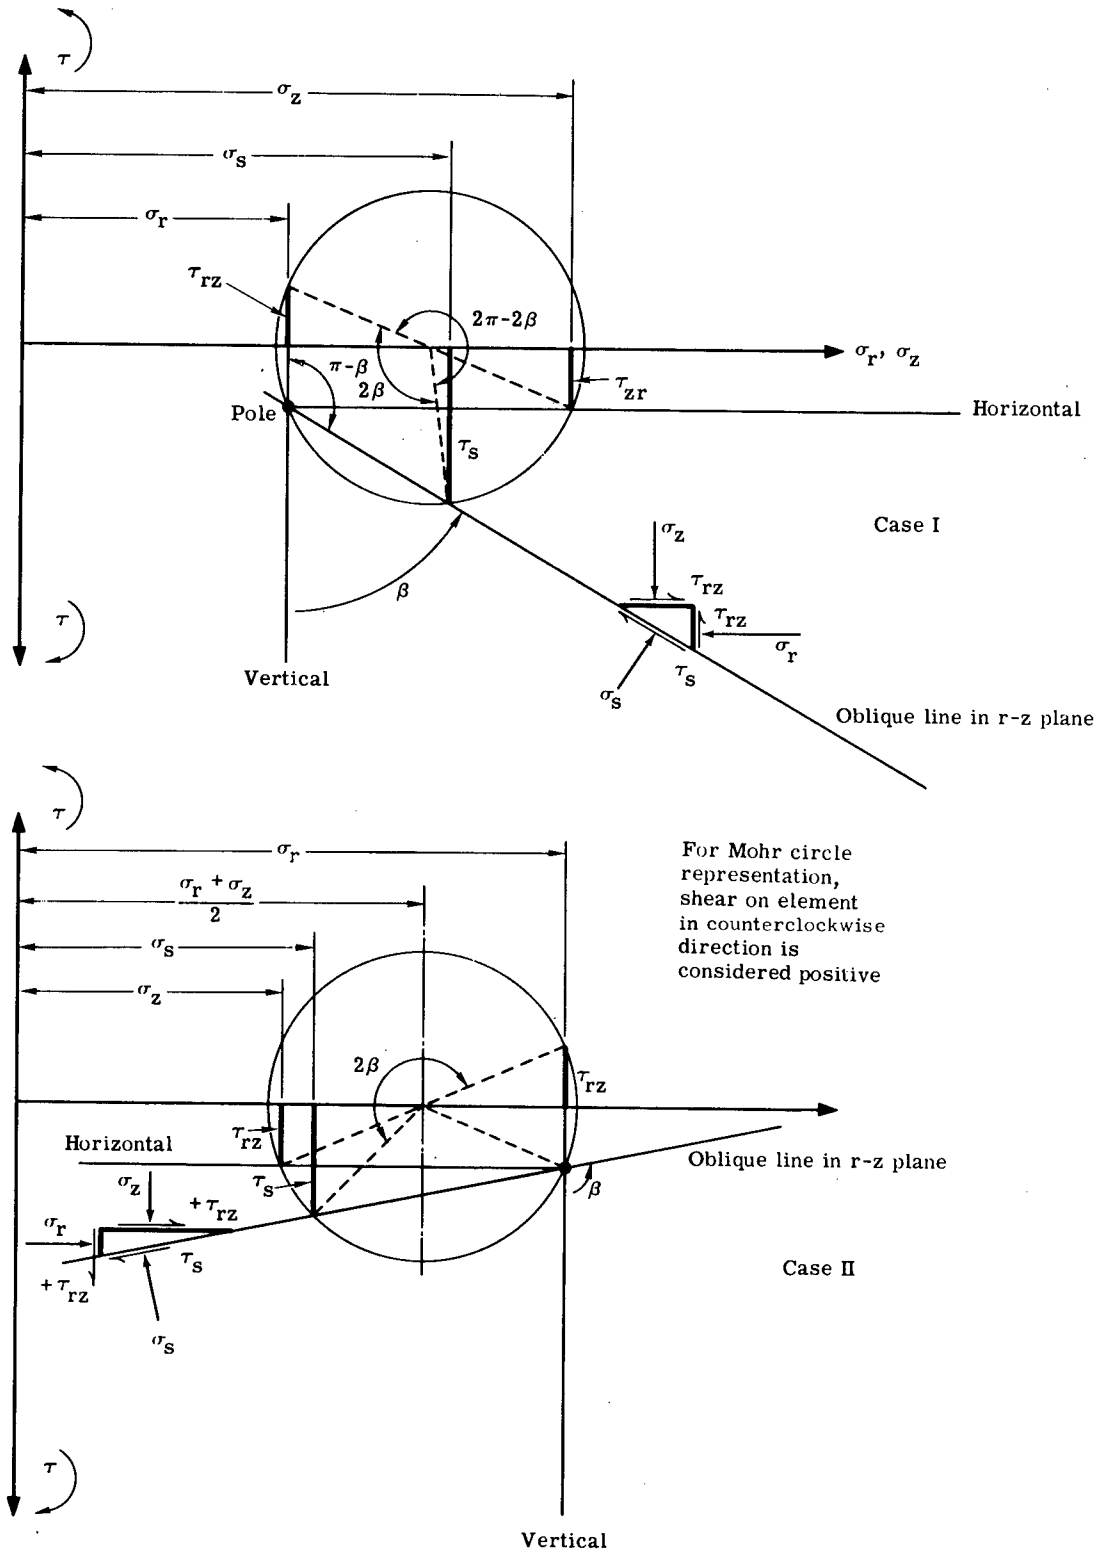 τ
σz
σs
σr
τrz
2π-2β
σr, σz
π-β
2β
τzr
Pole
Horizontal
τs
Case I
σz
β
τrz
τrz
σr
τs
Vertical
σs
Oblique line in r-z plane
τ
τ
σr
σr + σz
2
σs
σz
For Mohr circle
representation,
shear on element
in counterclockwise
direction is
considered positive
2β
τrz
τrz
Horizontal
Oblique line in r-z plane
σz
τs
β
+τrz
σr
τs
+τrz
Case II
σs
τ
Vertical